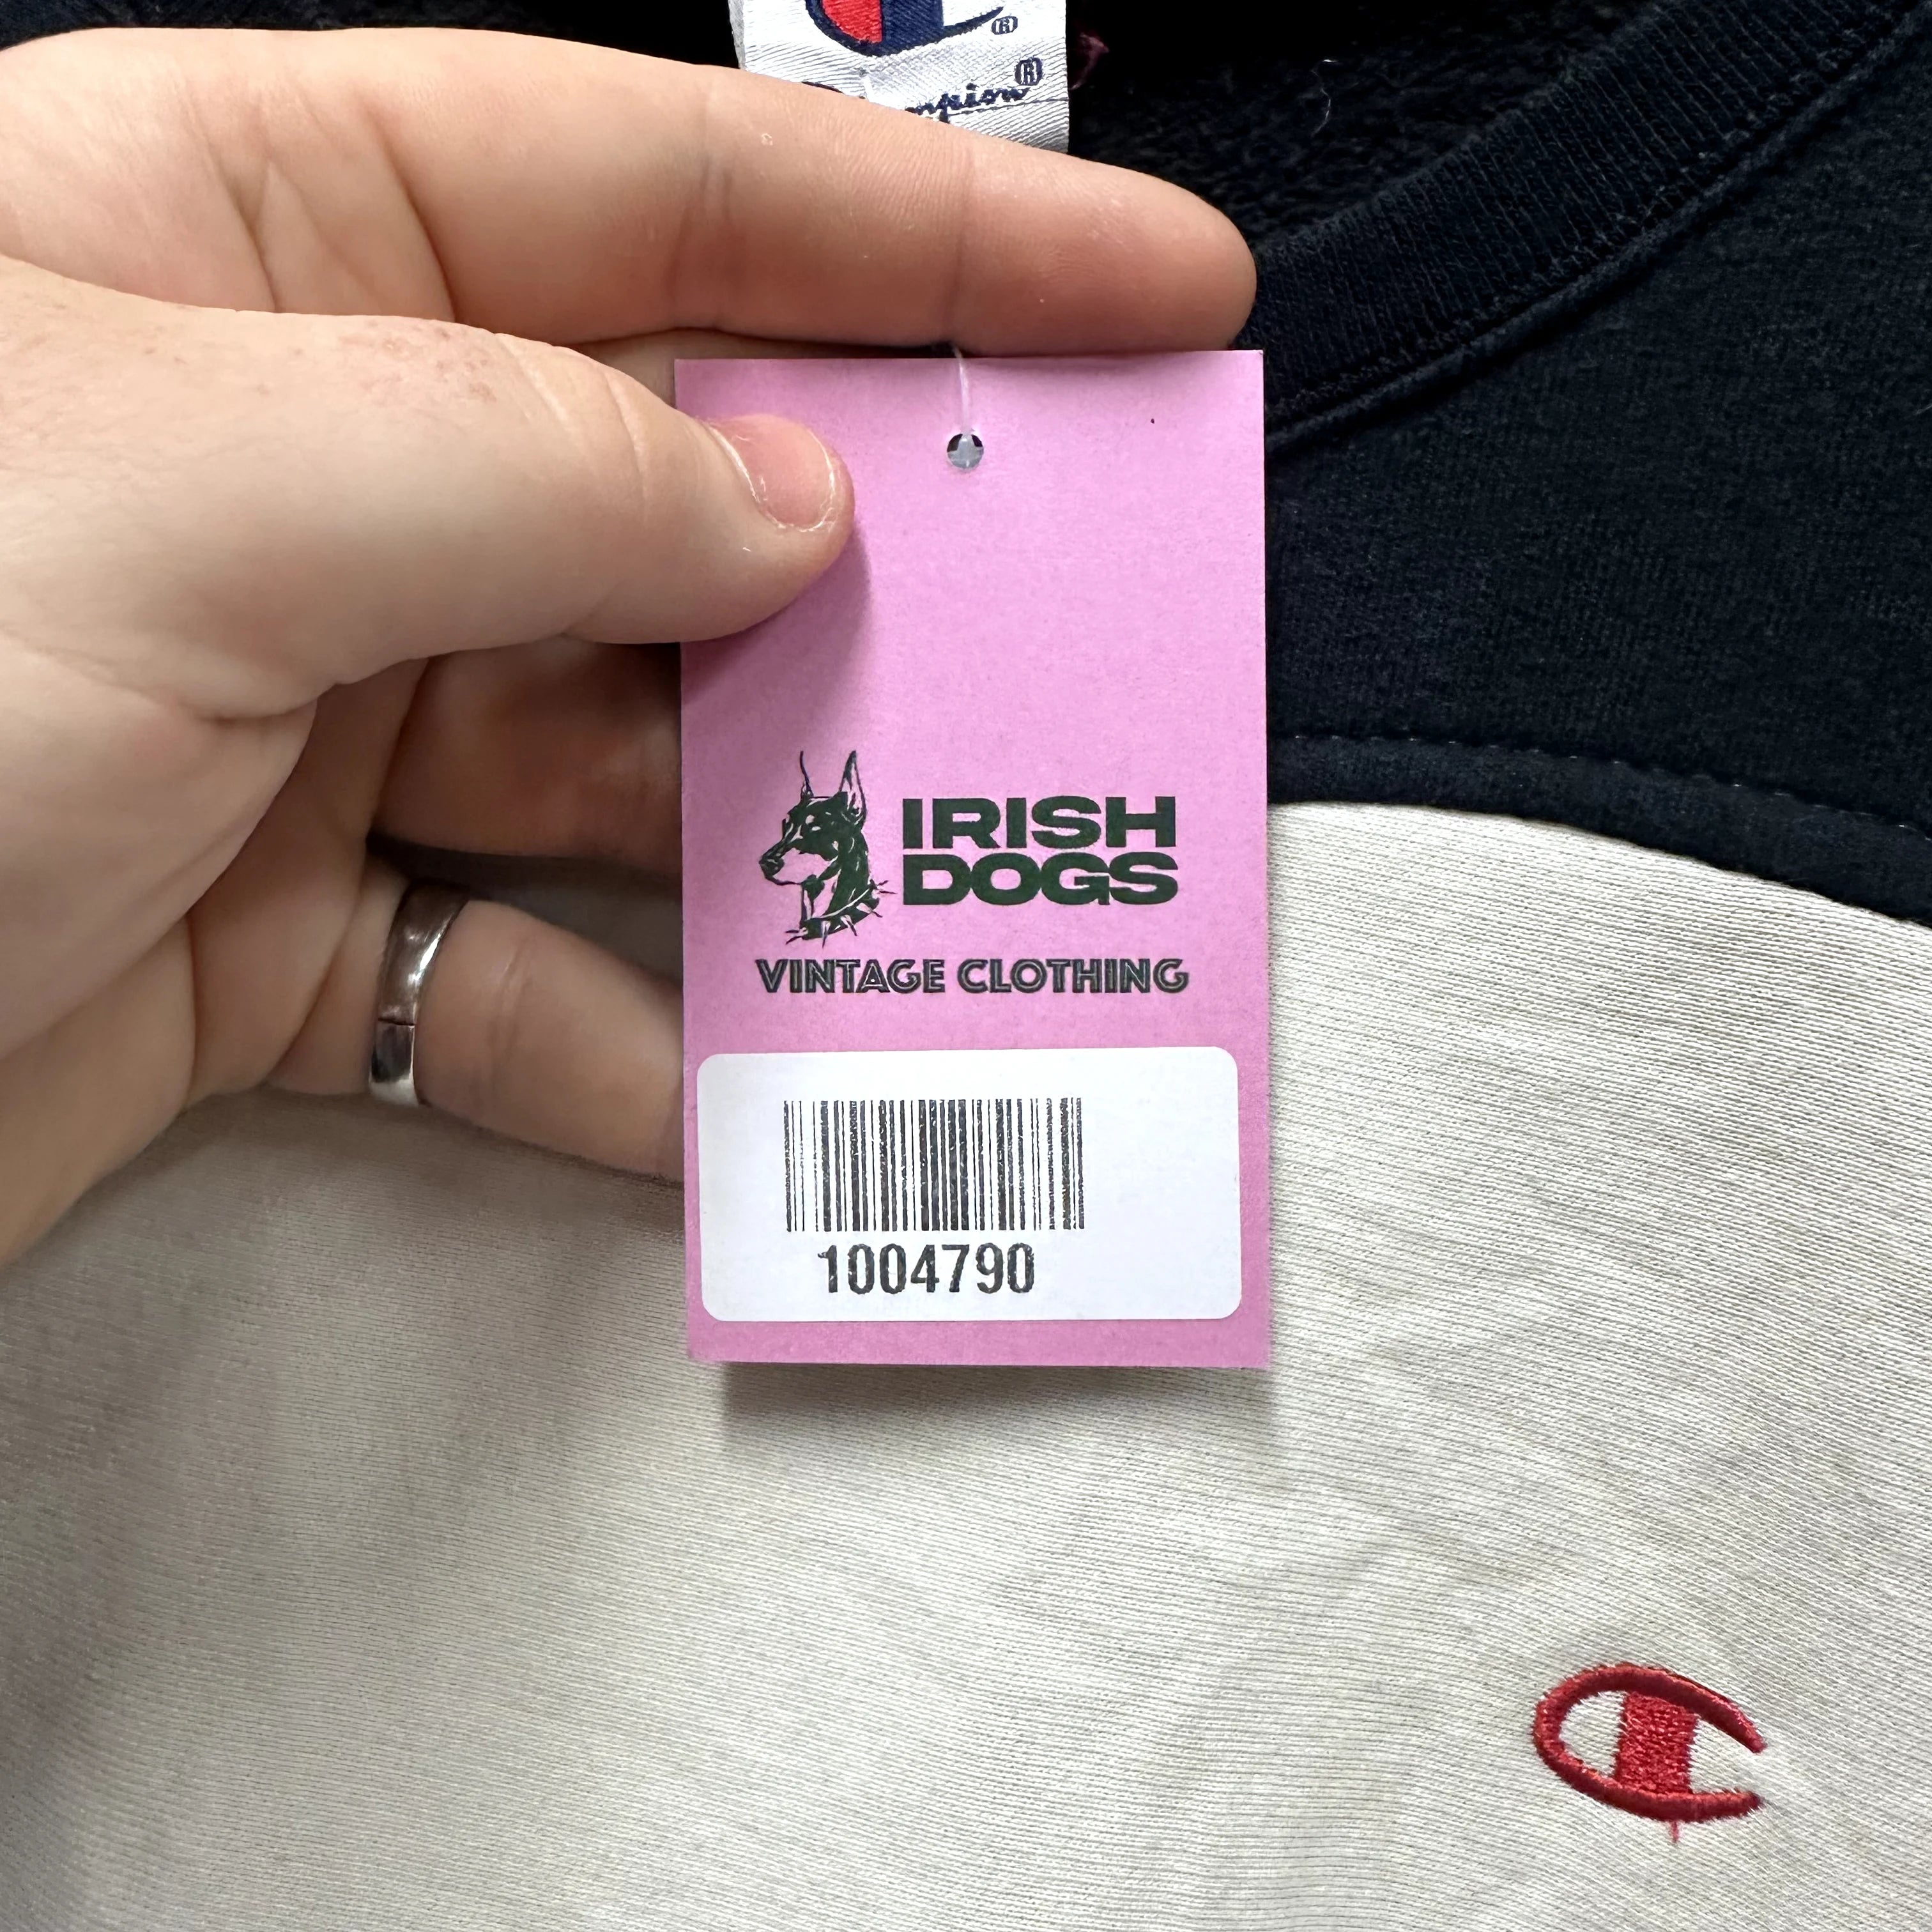 ®
®
IRISH
DOGS
VINTAGE CLOTHING
1004790